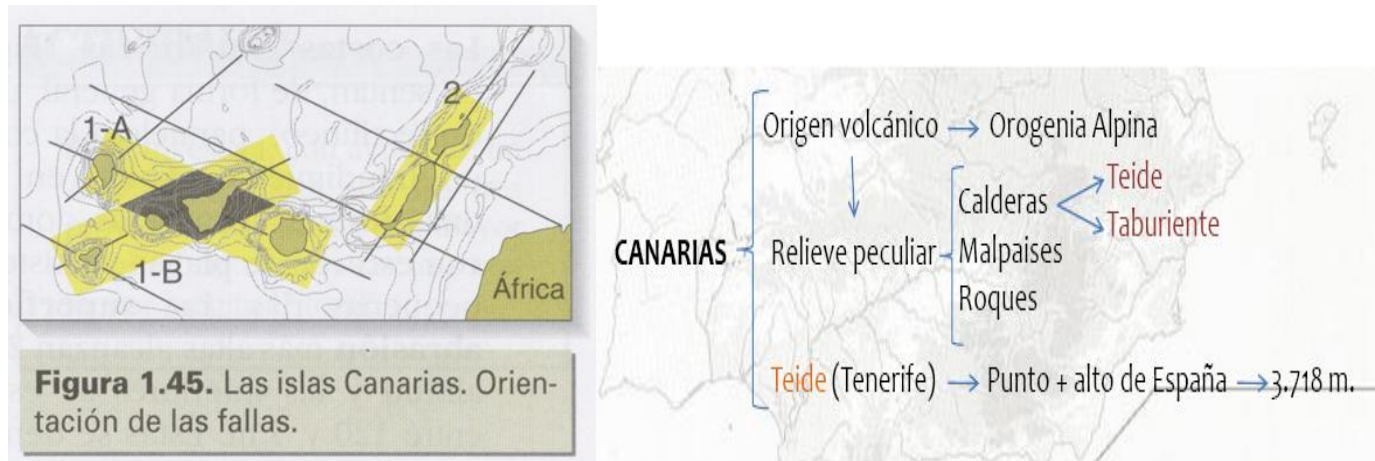 1-A
2
1-B
África
Figura 1.45. Las islas Canarias. Orien-
tación de las fallas.
CANARIAS
Origen volcánico → Orogenia Alpina
Relieve peculiar
Calderas
Teide
Taburiente
Malpaises
Roques
Teide (Tenerife) → Punto + alto de España → 3.718 m.